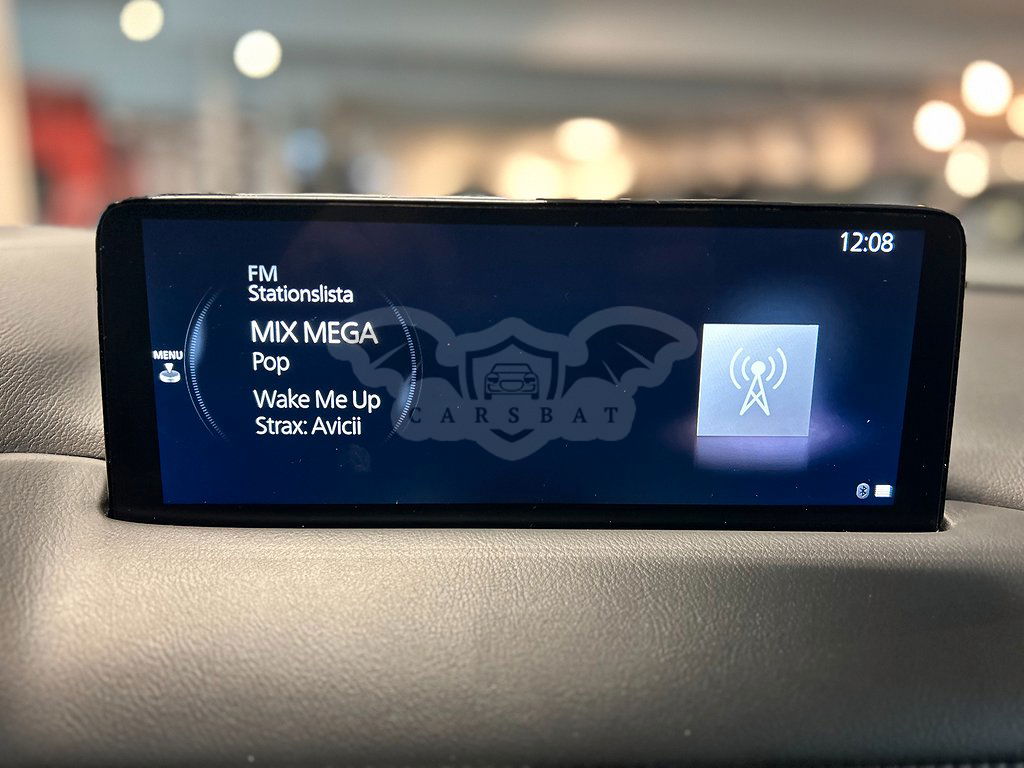 12:08
FM
Stationslista
MIX MEGA
Pop
MENU
Wake Me Up
Strax: Avicii
CARSBAT